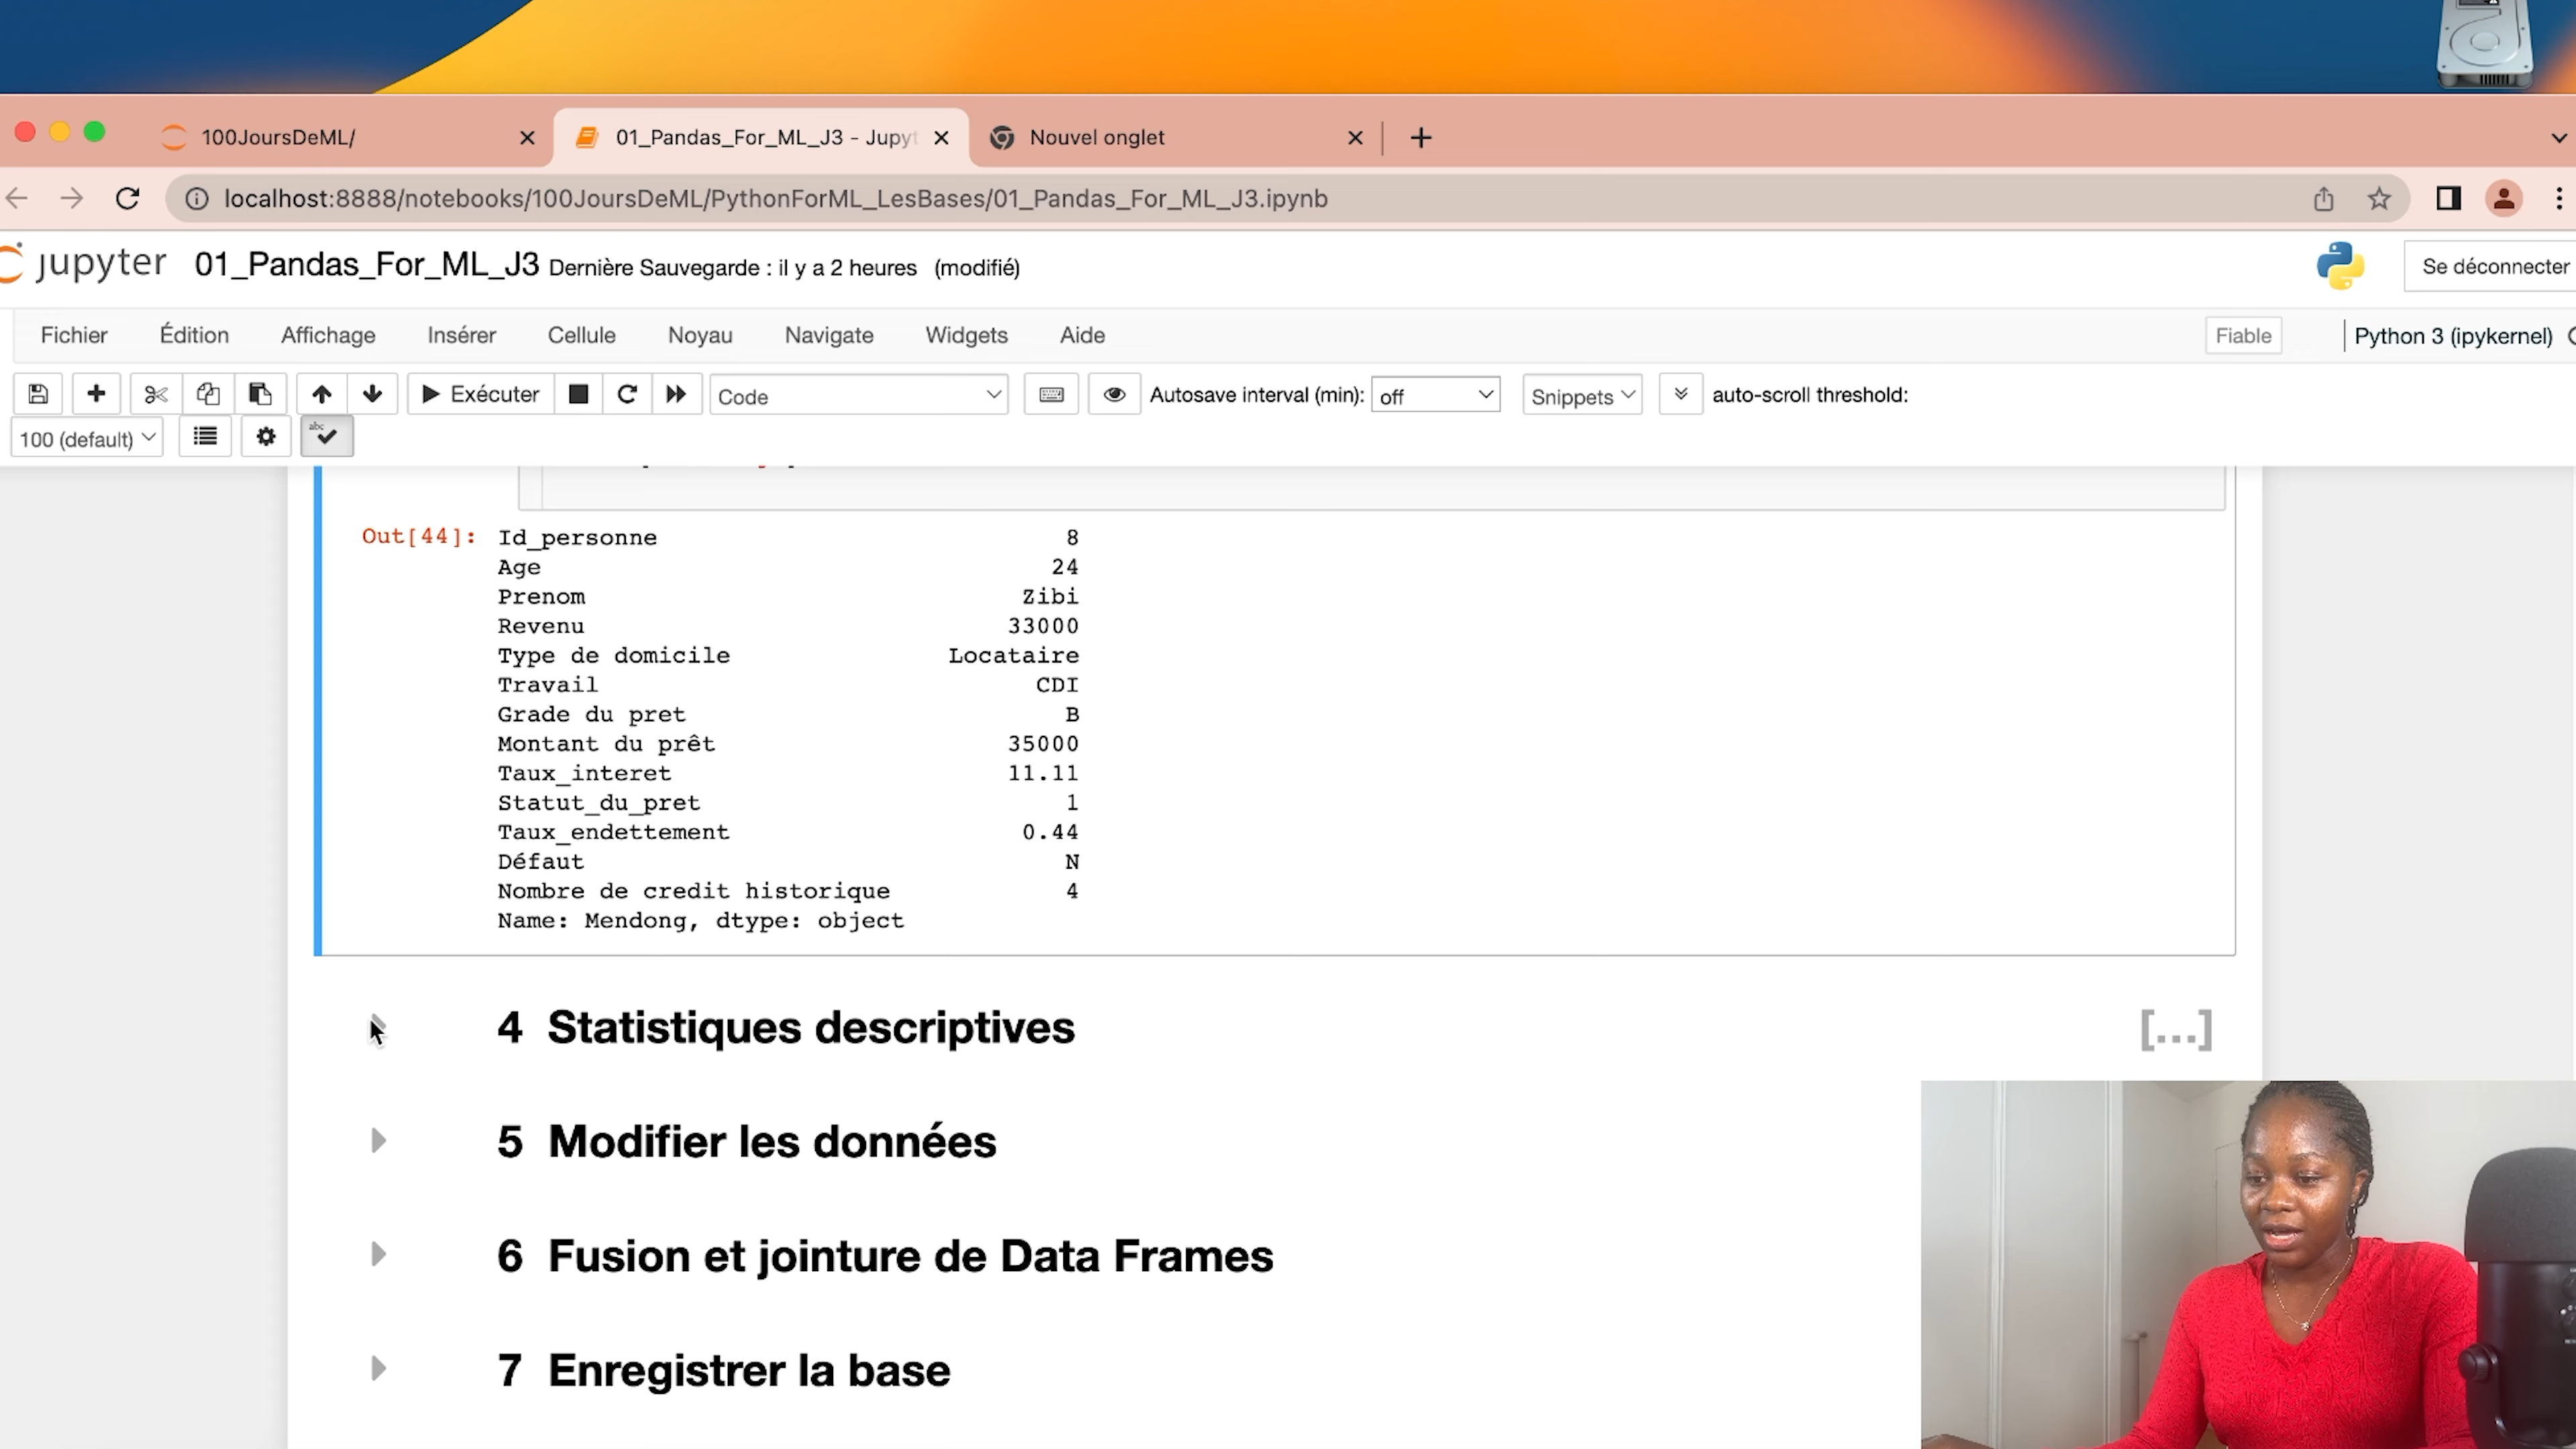 100JoursDeML/
01_Pandas_For_ML_J3 - Jupyt
Nouvel onglet
localhost:8888/notebooks/100JoursDeML/PythonForML_LesBases/01_Pandas_For_ML_J3.ipynb
jupyter 01_Pandas_For_ML_J3 Dernière Sauvegarde : il y a 2 heures (modifié)
Se déconnecter
Fichier Édition Affichage Insérer Cellule Noyau Navigate Widgets Aide
Fiable
Python 3 (ipykernel)
Exécuter Code Autosave interval (min): off Snippets auto-scroll threshold:
100 (default) abc
Out[44]: Id_personne 8
Age 24
Prenom Zibi
Revenu 33000
Type de domicile Locataire
Travail CDI
Grade du pret B
Montant du prêt 35000
Taux_interet 11.11
Statut_du_pret 1
Taux_endettement 0.44
Défaut N
Nombre de credit historique 4
Name: Mendong, dtype: object
4 Statistiques descriptives
[...]
5 Modifier les données
6 Fusion et jointure de Data Frames
7 Enregistrer la base